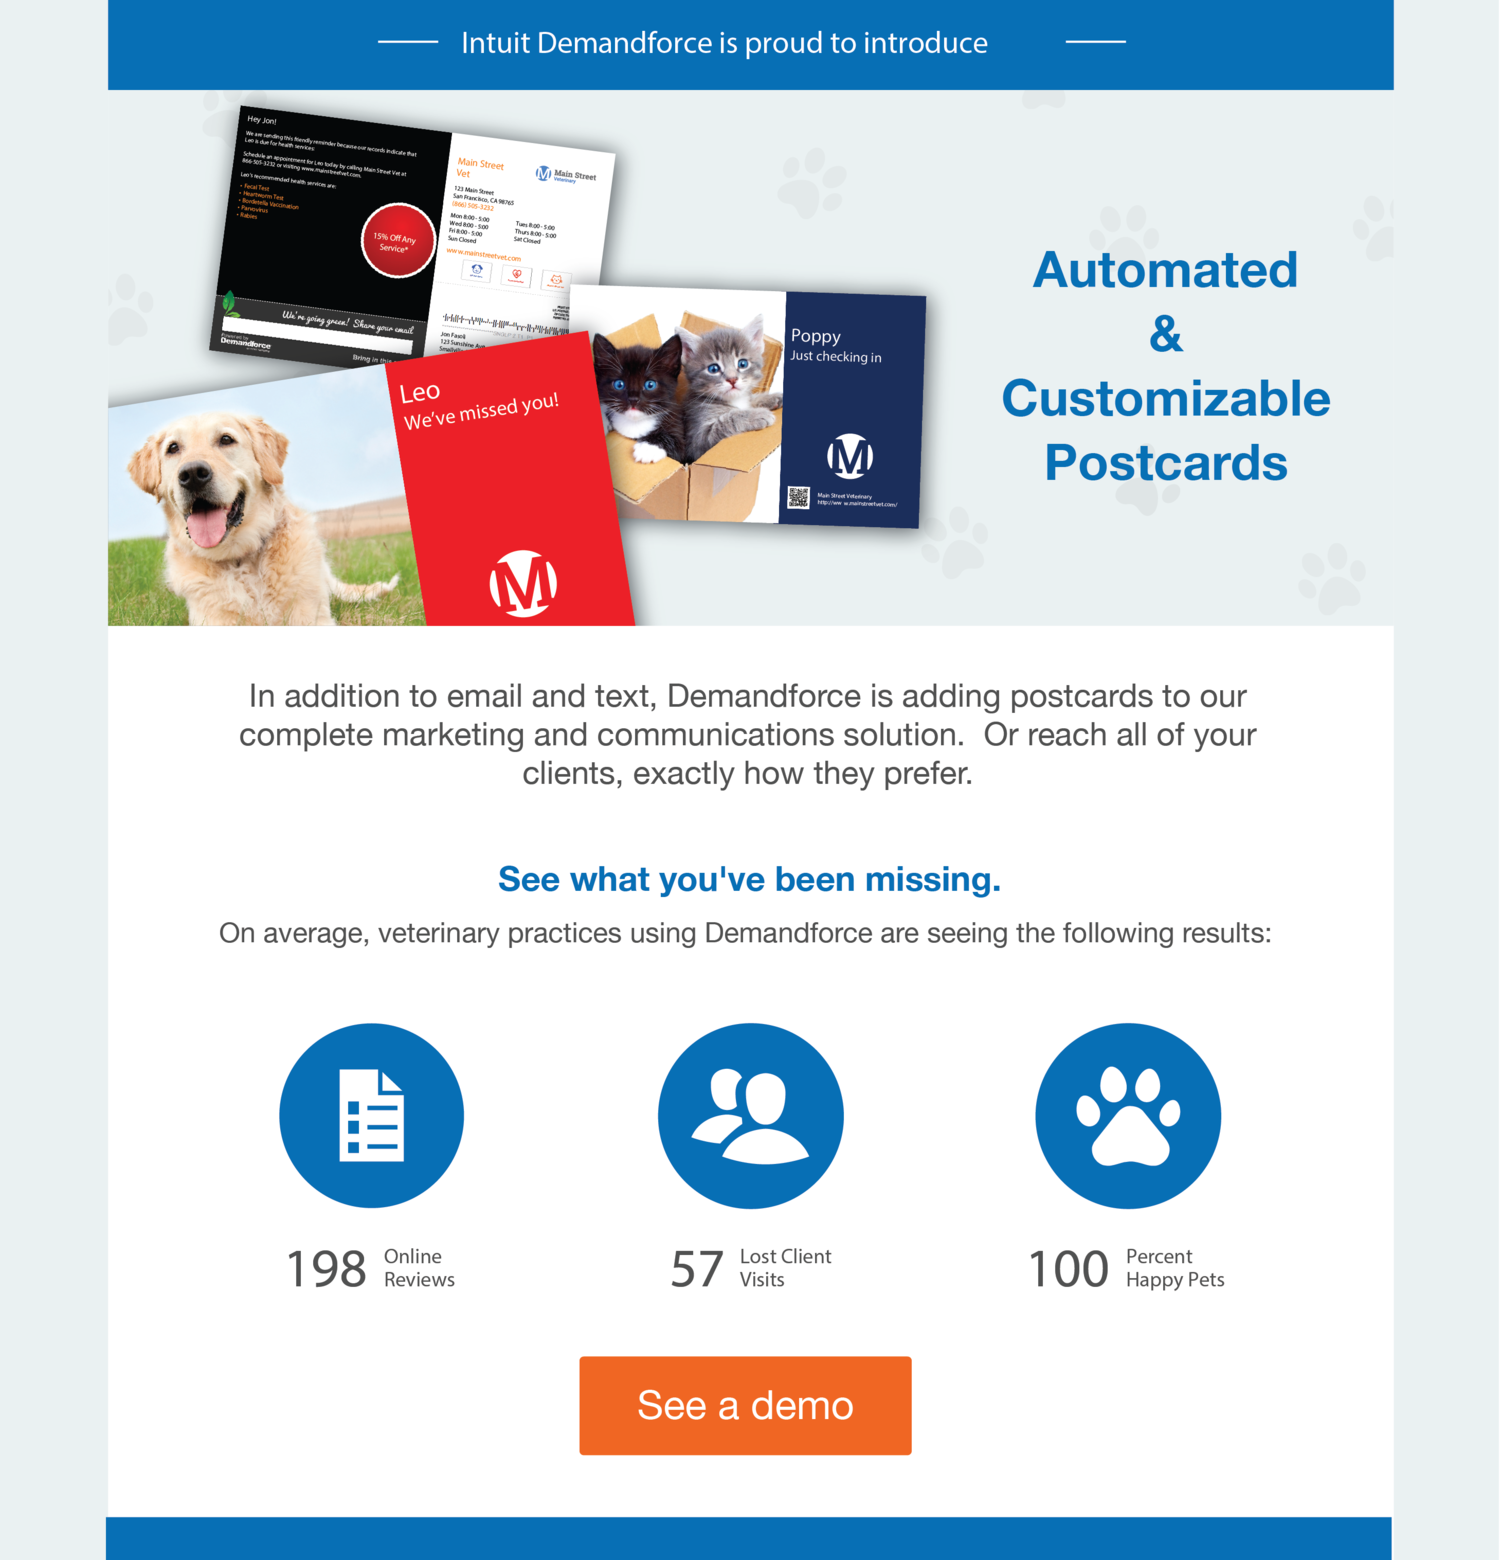 Intuit Demandforce is proud to introduce
Hey Jon!
We are sending this friendly reminder because our records indicate that
Leo is due for health services:
Schedule an appointment for Leo today by calling Main Street Vet at
866-505-3232 or visiting www.mainstreetvet.com.
Leo's recommended health services are:
• Fecal Test
• Heartworm Test
• Bordetella Vaccination
• Parvovirus
• Rabies
15% Off Any
Service*
We're going green! Share your email
Powered by
Demandforce
Bring in this
Main Street
Vet
M Main Street
Veterinary
123 Main Street
San Francisco, CA 98765
(866) 505-3232
Mon 8:00 - 5:00
Tues 8:00 - 5:00
Wed 8:00 - 5:00
Thurs 8:00 - 5:00
Fri 8:00 - 5:00
Sat Closed
Sun Closed
www.mainstreetvet.com
Jon Fasoli
123 Sunshine Ave
Leo
We've missed you!
M
Poppy
Just checking in
M
Main Street Veterinary
http://ww w.mainstreetvet.com/
Automated
&
Customizable
Postcards
In addition to email and text, Demandforce is adding postcards to our
complete marketing and communications solution.  Or reach all of your
clients, exactly how they prefer.
See what you've been missing.
On average, veterinary practices using Demandforce are seeing the following results:
198 Online
Reviews
57 Lost Client
Visits
100 Percent
Happy Pets
See a demo